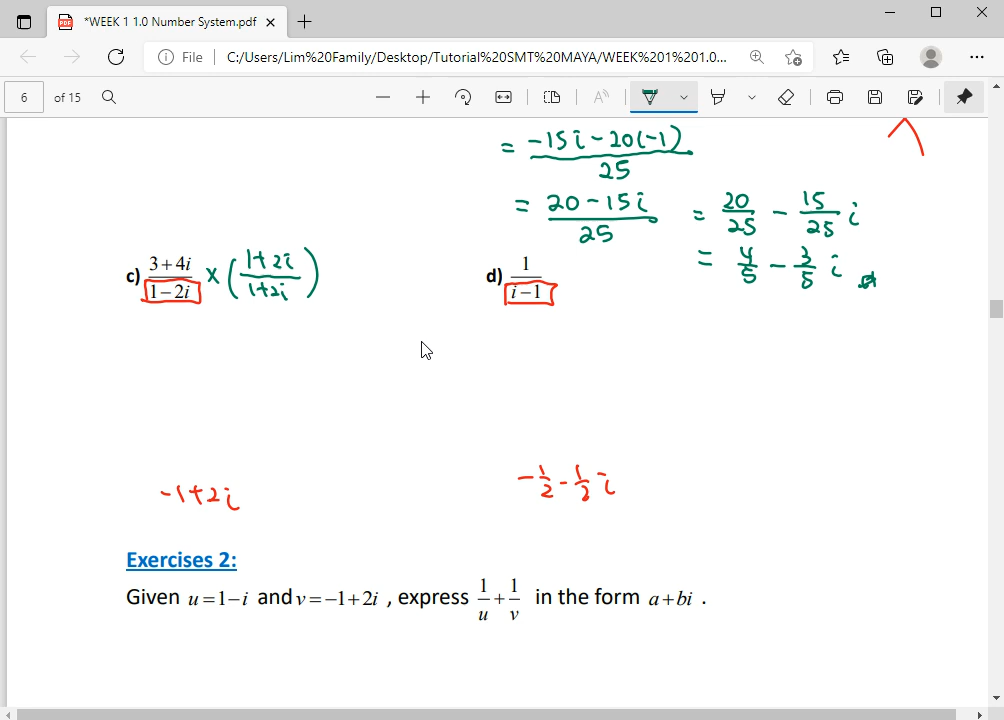 *WEEK 1 1.0 Number System.pdf
File C:/Users/Lim%20Family/Desktop/Tutorial%20SMT%20MAYA/WEEK%201%201.0...
6 of 15
= -15i-20(-1) / 25
= 20-15i / 25 = 20/25 - 15/25 i
= 4/5 - 3/5 i
c) 3+4i / 1-2i × (1+2i / 1+2i)
d) 1 / i-1
-1+2i
-1/2 - 1/2 i
Exercises 2:
Given u=1-i and v=-1+2i , express 1/u + 1/v in the form a+bi .